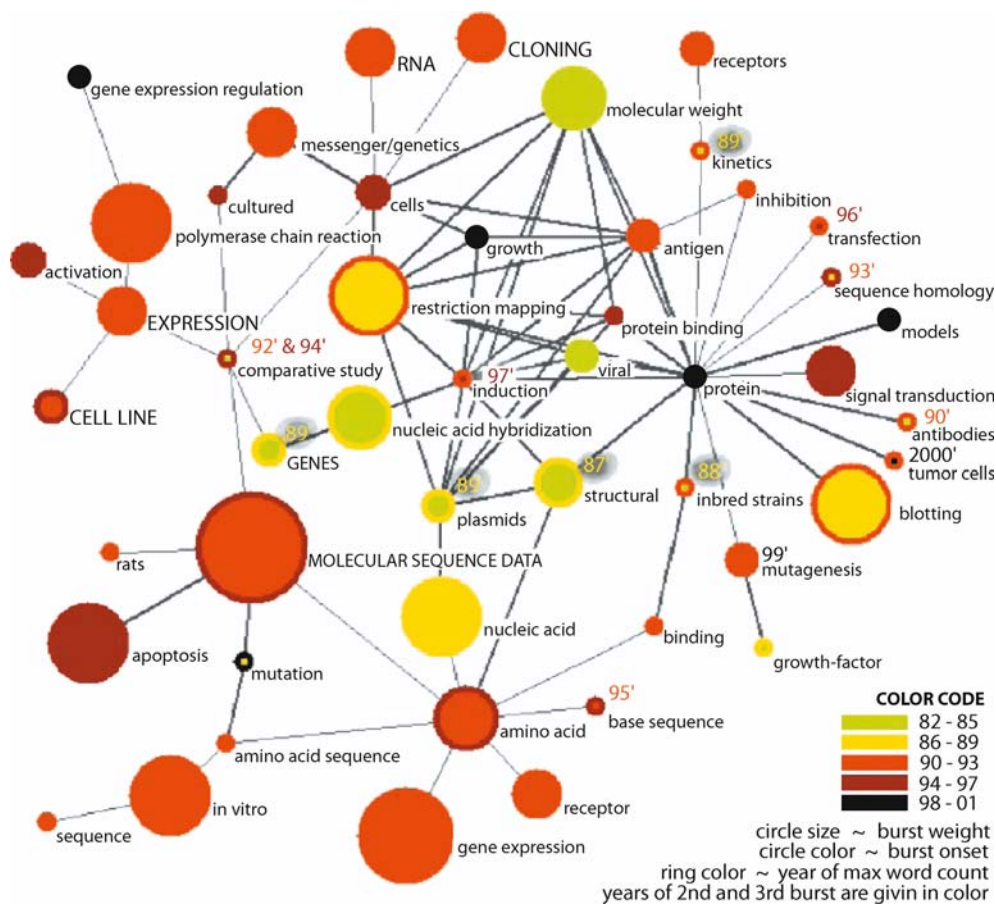 CLONING
RNA
receptors
gene expression regulation
molecular weight
messenger/genetics
89'
kinetics
inhibition
cultured
cells
96'
transfection
polymerase chain reaction
growth
antigen
activation
93'
sequence homology
restriction mapping
EXPRESSION
protein binding
models
92' & 94'
comparative study
viral
97'
induction
protein
signal transduction
CELL LINE
nucleic acid hybridization
90'
antibodies
89'
GENES
2000'
tumor cells
87'
structural
88'
inbred strains
89'
plasmids
blotting
MOLECULAR SEQUENCE DATA
rats
99'
mutagenesis
nucleic acid
binding
apoptosis
growth-factor
mutation
95'
base sequence
amino acid
amino acid sequence
in vitro
receptor
sequence
gene expression
COLOR CODE
82 - 85
86 - 89
90 - 93
94 - 97
98 - 01
circle size ~ burst weight
circle color ~ burst onset
ring color ~ year of max word count
years of 2nd and 3rd burst are givin in color